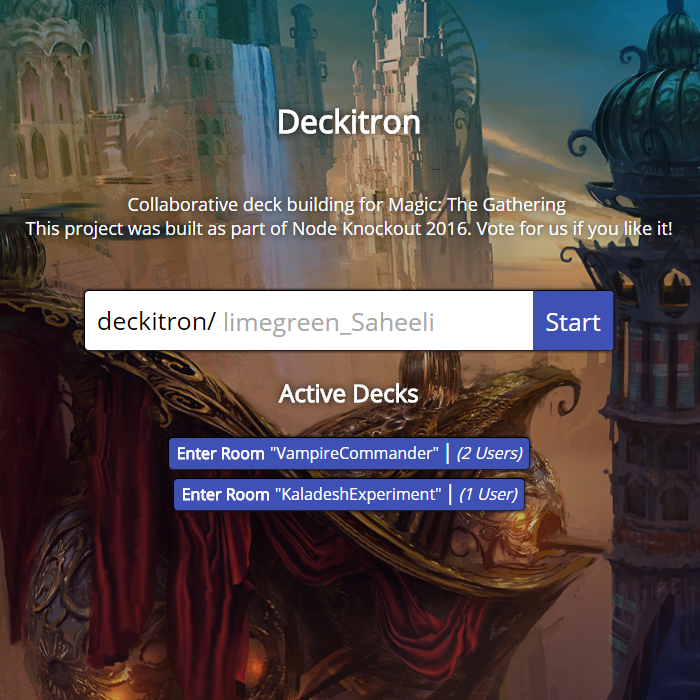 Deckitron
Collaborative deck building for Magic: The Gathering
This project was built as part of Node Knockout 2016. Vote for us if you like it!
deckitron/ limegreen_Saheeli Start
Active Decks
Enter Room "VampireCommander" | (2 Users)
Enter Room "KaladeshExperiment" | (1 User)